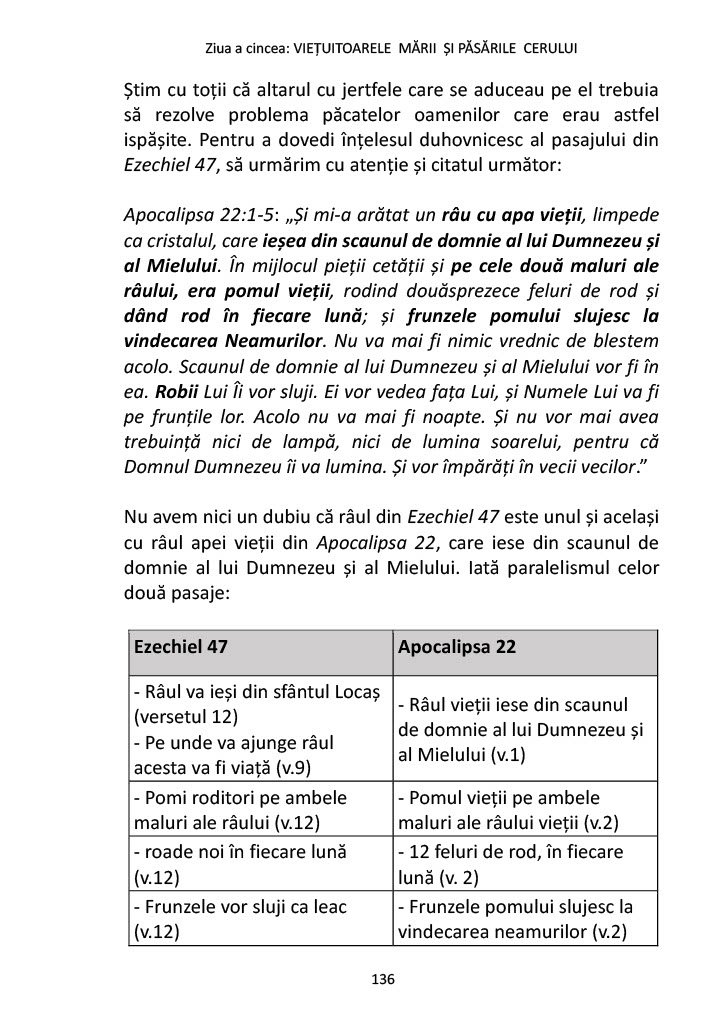 Ziua a cincea: VIEȚUITOARELE MĂRII ȘI PĂSĂRILE CERULUI
Știm cu toții că altarul cu jertfele care se aduceau pe el trebuia
să rezolve problema păcatelor oamenilor care erau astfel
ispășite. Pentru a dovedi înțelesul duhovnicesc al pasajului din
Ezechiel 47, să urmărim cu atenție și citatul următor:
Apocalipsa 22:1-5: „Și mi-a arătat un râu cu apa vieții, limpede
ca cristalul, care ieșea din scaunul de domnie al lui Dumnezeu și
al Mielului. În mijlocul pieții cetății și pe cele două maluri ale
râului, era pomul vieții, rodind douăsprezece feluri de rod și
dând rod în fiecare lună; și frunzele pomului slujesc la
vindecarea Neamurilor. Nu va mai fi nimic vrednic de blestem
acolo. Scaunul de domnie al lui Dumnezeu și al Mielului vor fi în
ea. Robii Lui Îi vor sluji. Ei vor vedea fața Lui, și Numele Lui va fi
pe frunțile lor. Acolo nu va mai fi noapte. Și nu vor mai avea
trebuință nici de lampă, nici de lumina soarelui, pentru că
Domnul Dumnezeu îi va lumina. Și vor împărăți în vecii vecilor.”
Nu avem nici un dubiu că râul din Ezechiel 47 este unul și același
cu râul apei vieții din Apocalipsa 22, care iese din scaunul de
domnie al lui Dumnezeu și al Mielului. Iată paralelismul celor
două pasaje:
Ezechiel 47
Apocalipsa 22
- Râul va ieși din sfântul Locaș
(versetul 12)
- Pe unde va ajunge râul
acesta va fi viață (v.9)
- Râul vieții iese din scaunul
de domnie al lui Dumnezeu și
al Mielului (v.1)
- Pomi roditori pe ambele
maluri ale râului (v.12)
- Pomul vieții pe ambele
maluri ale râului vieții (v.2)
- roade noi în fiecare lună
(v.12)
- 12 feluri de rod, în fiecare
lună (v. 2)
- Frunzele vor sluji ca leac
(v.12)
- Frunzele pomului slujesc la
vindecarea neamurilor (v.2)
136